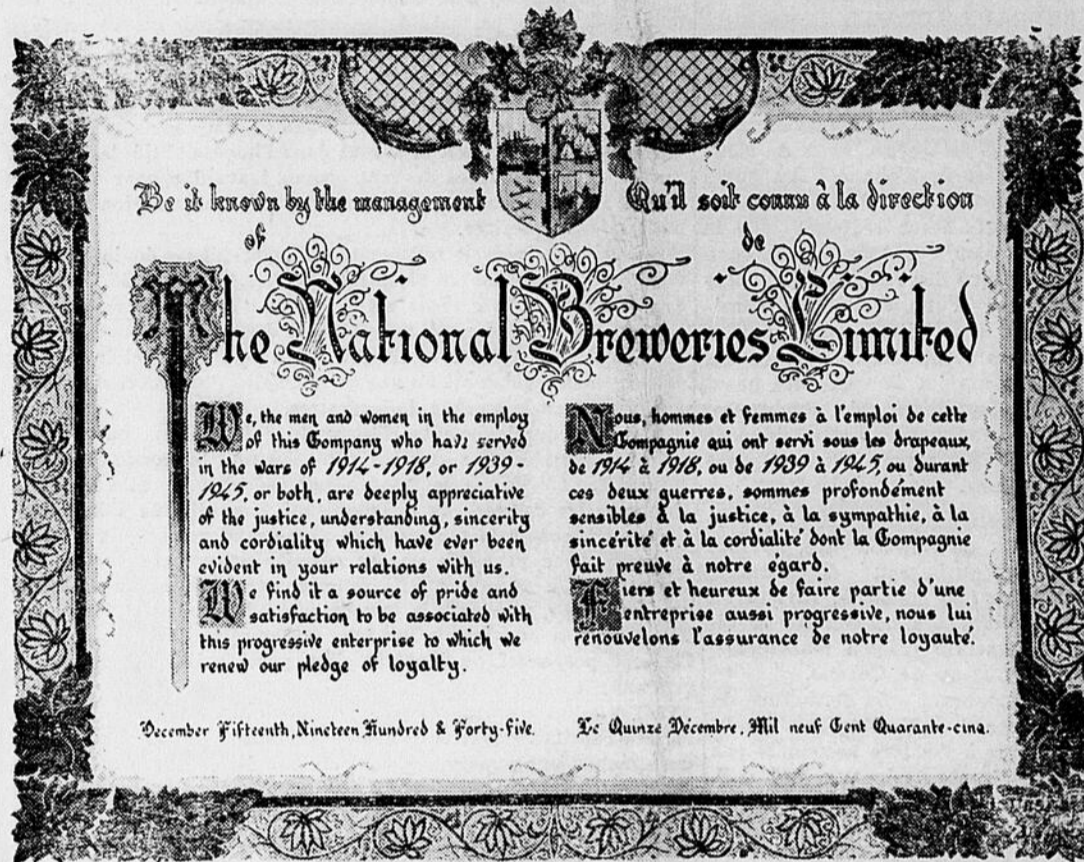 Be it known by the management
of
Qu'il soit connu à la direction
de
The National Breweries Limited
We, the men and women in the employ
of this Company who have served
in the wars of 1914-1918, or 1939-
1945, or both, are deeply appreciative
of the justice, understanding, sincerity
and cordiality which have ever been
evident in your relations with us.
We find it a source of pride and
satisfaction to be associated with
this progressive enterprise to which we
renew our pledge of loyalty.
December Fifteenth, Nineteen Hundred & Forty-five.
Nous, hommes et femmes à l'emploi de cette
Compagnie qui ont servi sous les drapeaux,
de 1914 à 1918, ou de 1939 à 1945, ou durant
ces deux guerres, sommes profondément
sensibles à la justice, à la sympathie, à la
sincérité et à la cordialité dont la Compagnie
fait preuve à notre égard.
Fiers et heureux de faire partie d'une
entreprise aussi progressive, nous lui
renouvelons l'assurance de notre loyauté.
Le Quinze Décembre, Mil neuf Cent Quarante-cinq.